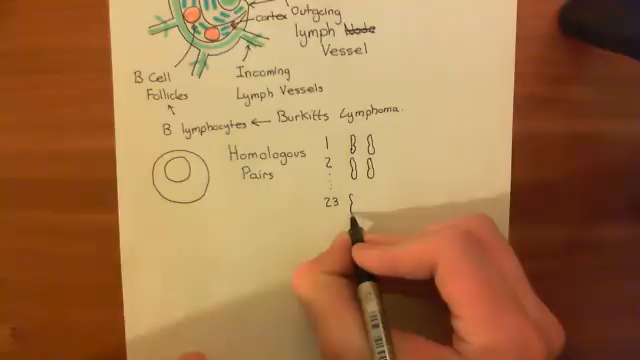 cortex Outgoing
lymph Node
Vessel
B Cell
Follicles
Incoming
Lymph Vessels
B lymphocytes ← Burkitts Lymphoma.
Homologous
Pairs
1
2
23